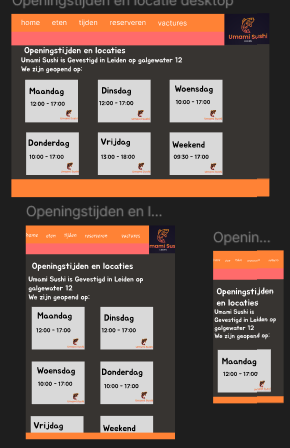 Openingstijden en locatie desktop
home eten tijden reserveren vactures
Umami Sushi
Openingstijden en locaties
Umami Sushi is Gevestigd in Leiden op galgewater 12
We zijn geopend op:
Maandag
12:00 - 17:00
Dinsdag
12:00 - 17:00
Woensdag
10:00 - 17:00
Donderdag
10:00 - 17:00
Vrijdag
13:00 - 18:00
Weekend
09:30 - 17:00
Openingstijden en l...
home eten tijden reserveren vactures
Umami Sus
Openingstijden en locaties
Umami Sushi is Gevestigd in Leiden op
galgewater 12
We zijn geopend op:
Maandag
12:00 - 17:00
Dinsdag
12:00 - 17:00
Woensdag
10:00 - 17:00
Donderdag
10:00 - 17:00
Vrijdag
Weekend
Openin...
Openingstijden
en locaties
Umami Sushi is
Gevestigd in Leiden op
galgewater 12
We zijn geopend op:
Maandag
12:00 - 17:00